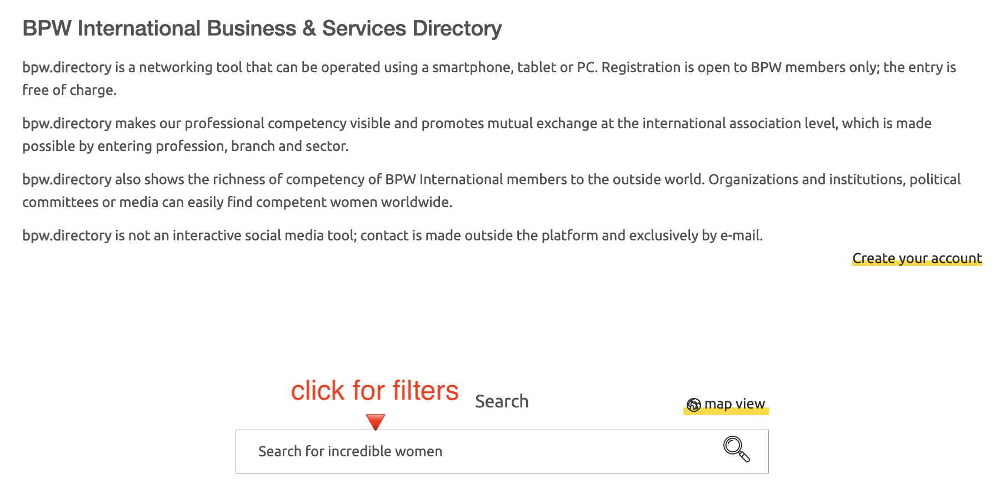 BPW International Business & Services Directory
bpw.directory is a networking tool that can be operated using a smartphone, tablet or PC. Registration is open to BPW members only; the entry is
free of charge.
bpw.directory makes our professional competency visible and promotes mutual exchange at the international association level, which is made
possible by entering profession, branch and sector.
bpw.directory also shows the richness of competency of BPW International members to the outside world. Organizations and institutions, political
committees or media can easily find competent women worldwide.
bpw.directory is not an interactive social media tool; contact is made outside the platform and exclusively by e-mail.
Create your account
click for filters
Search
map view
Search for incredible women